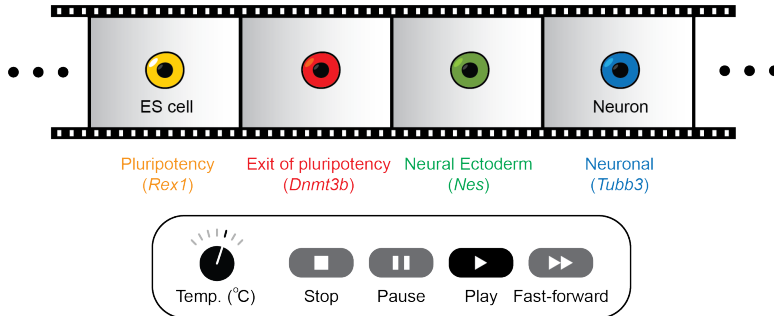 ES cell
Neuron
Pluripotency
(Rex1)
Exit of pluripotency
(Dnmt3b)
Neural Ectoderm
(Nes)
Neuronal
(Tubb3)
Temp. (°C)
Stop
Pause
Play
Fast-forward